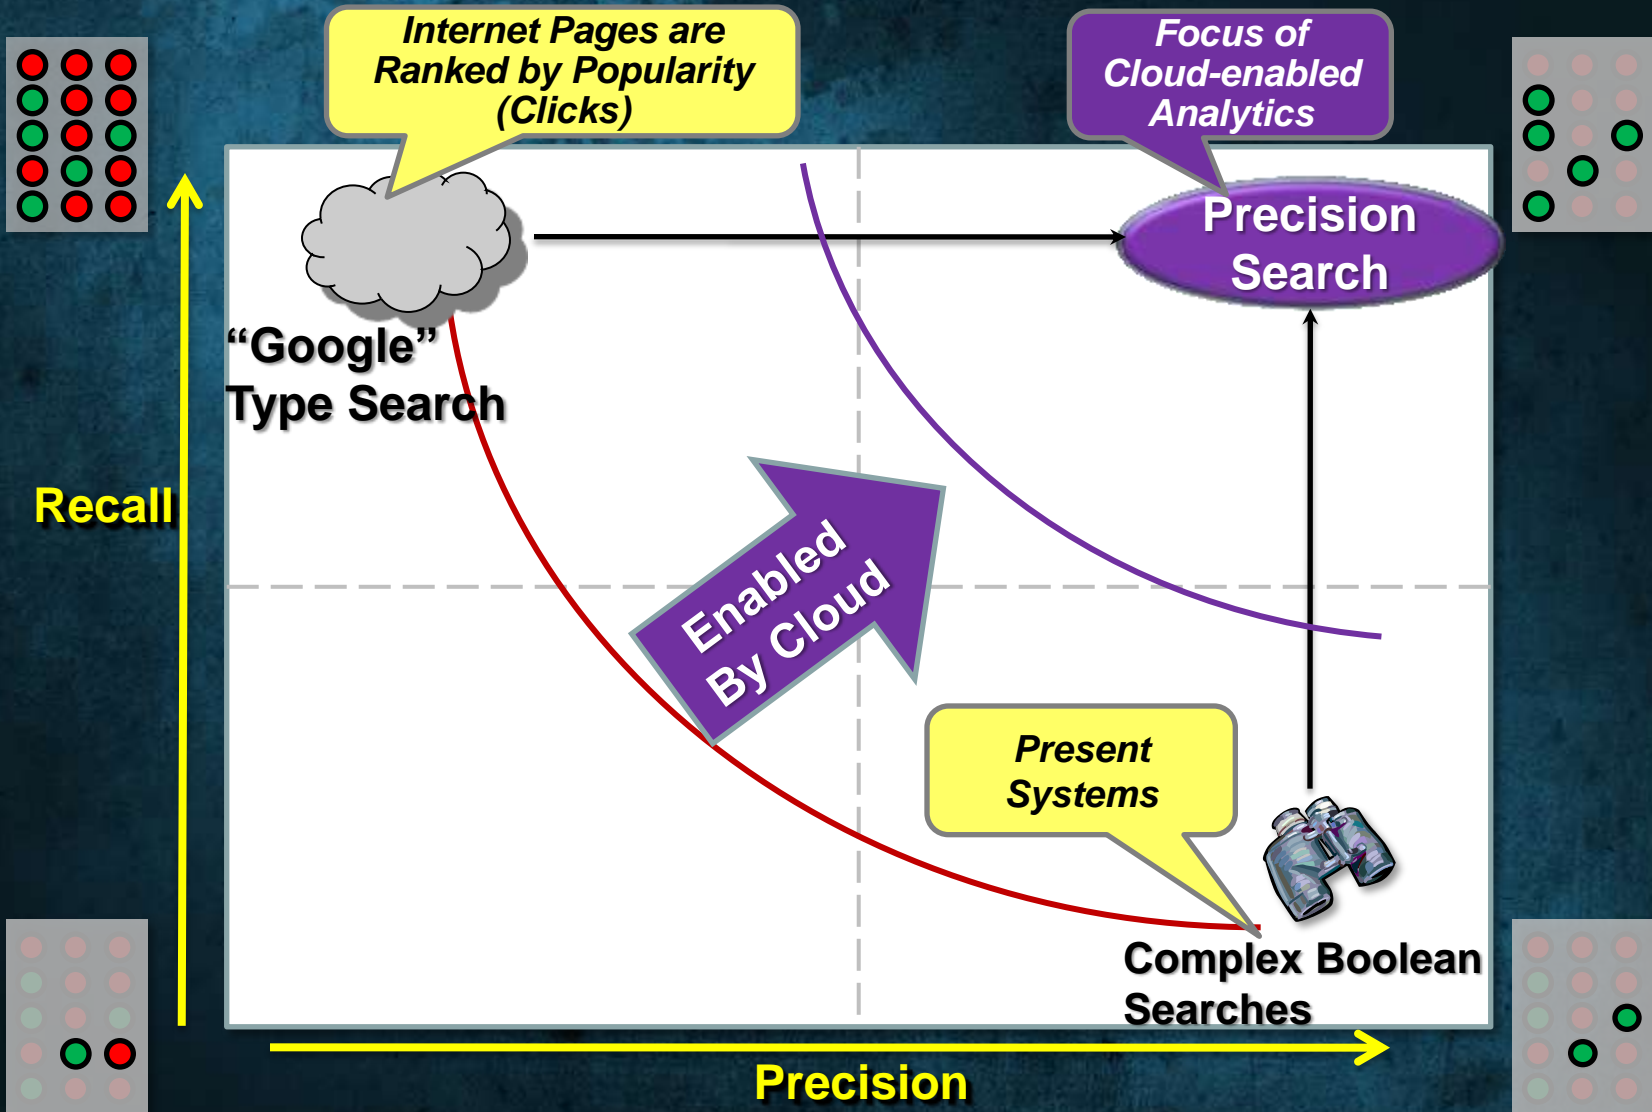 Internet Pages are
Ranked by Popularity
(Clicks)
Focus of
Cloud-enabled
Analytics
Precision
Search
“Google”
Type Search
Recall
Enabled
By Cloud
Present
Systems
Complex Boolean
Searches
Precision